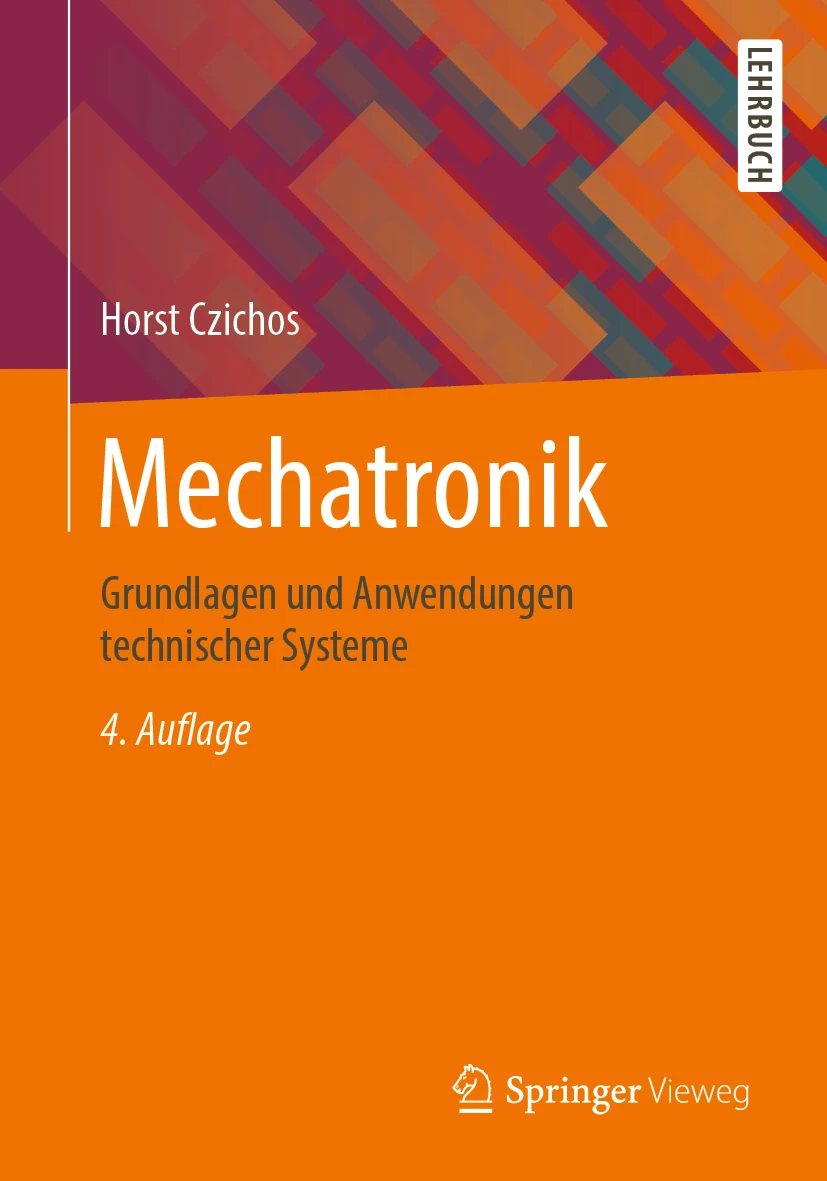 LEHRBUCH
Horst Czichos
Mechatronik
Grundlagen und Anwendungen
technischer Systeme
4. Auflage
Springer Vieweg